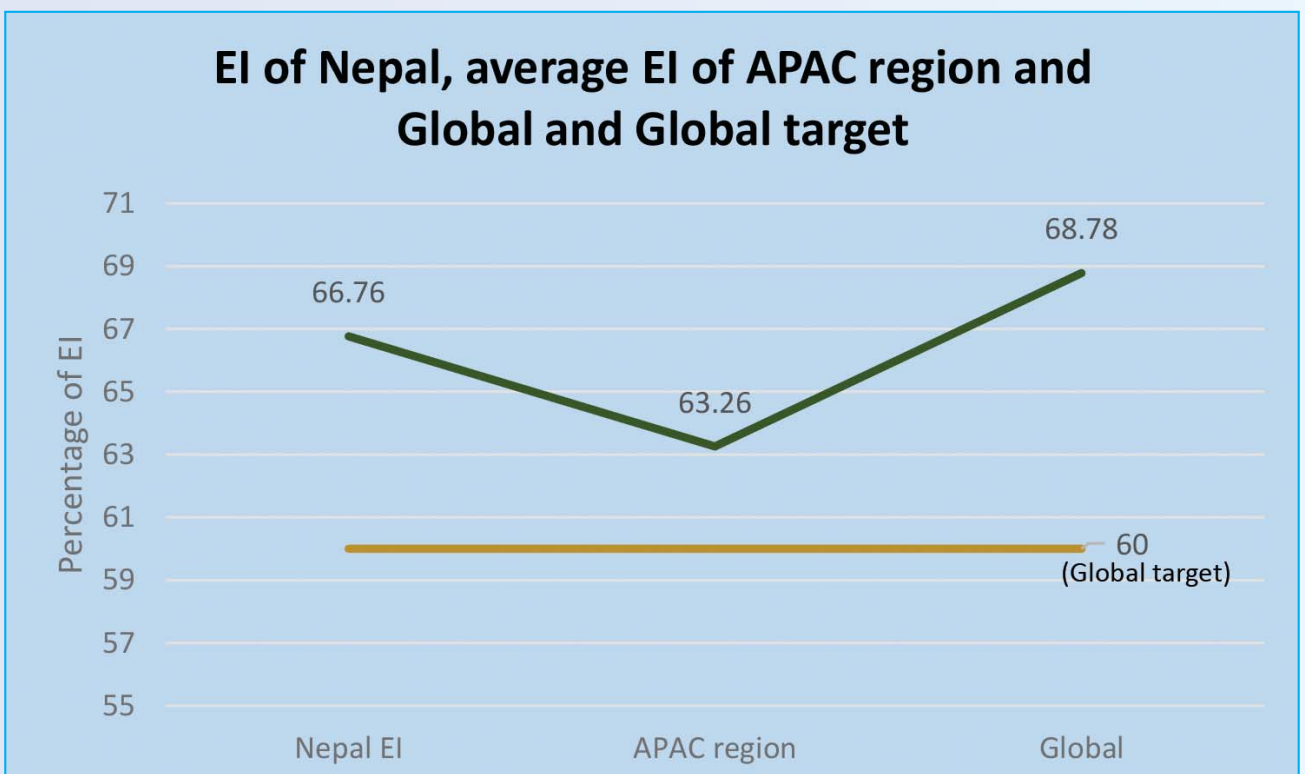 EI of Nepal, average EI of APAC region and
Global and Global target
Percentage of EI
71
69
67
65
63
61
59
57
55
66.76
63.26
68.78
60
(Global target)
Nepal EI
APAC region
Global